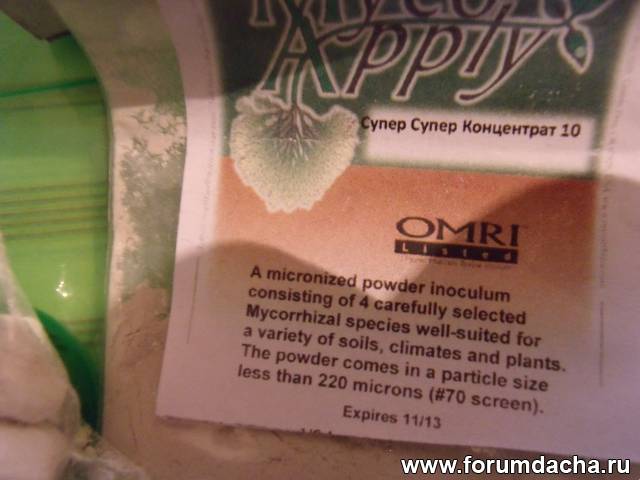 Apply
Супер Супер Концентрат 10
OMRI
Listed
A micronized powder inoculum
consisting of 4 carefully selected
Mycorrhizal species well-suited for
a variety of soils, climates and plants.
The powder comes in a particle size
less than 220 microns (#70 screen).
Expires 11/13
www.forumdacha.ru